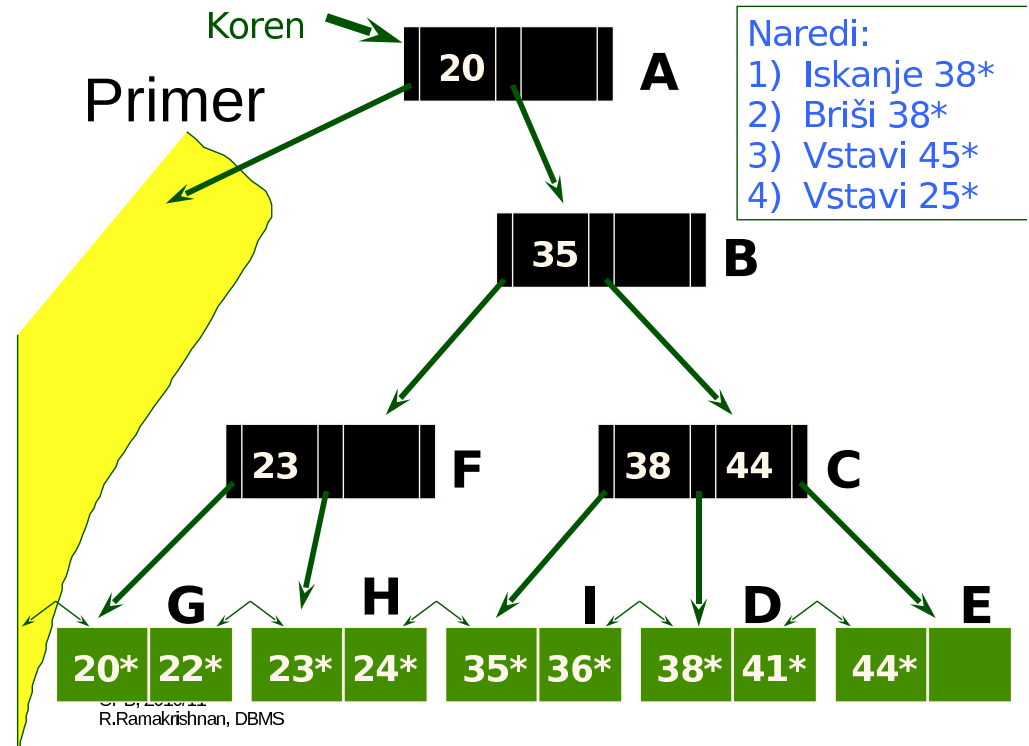 Koren
Primer
20
A
Naredi:
1) Iskanje 38*
2) Briši 38*
3) Vstavi 45*
4) Vstavi 25*
35
B
23
F
38 44
C
G
H
I
D
E
20* 22*
23* 24*
35* 36*
38* 41*
44*
R.Ramakrishnan, DBMS